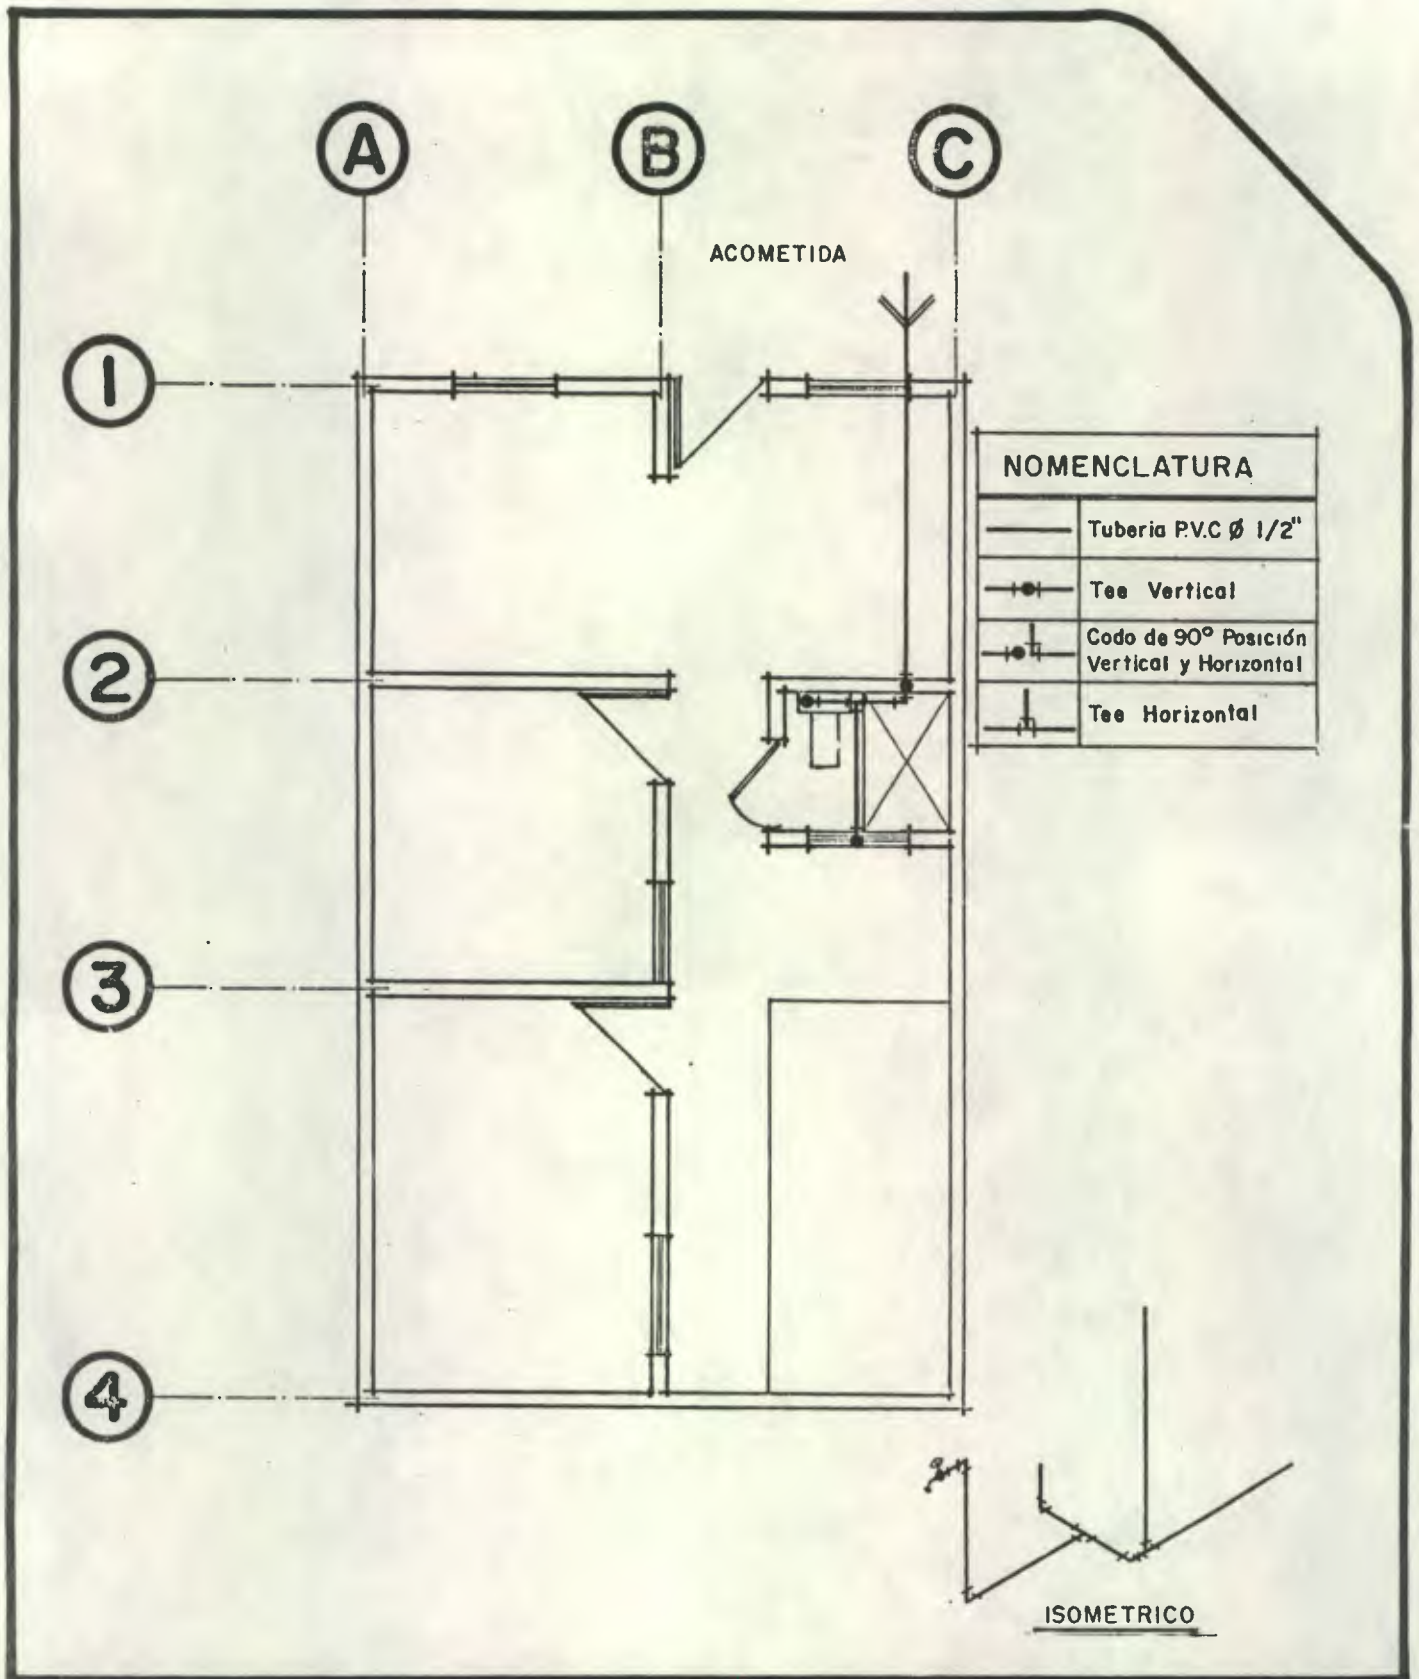 A
B
C
ACOMETIDA
1
NOMENCLATURA
Tuberia P.V.C Ø 1/2"
Tee Vertical
2
Codo de 90° Posición
Vertical y Horizontal
Tee Horizontal
3
4
ISOMETRICO